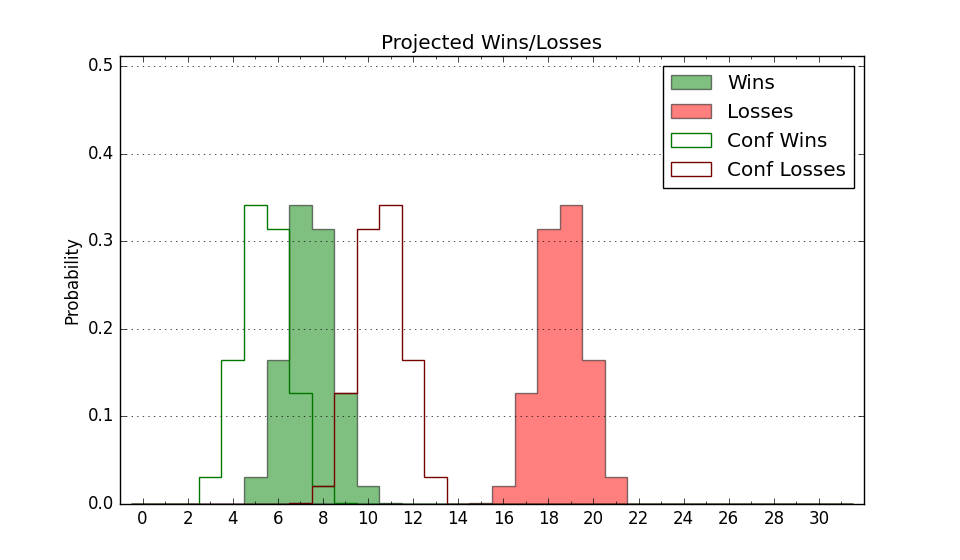 Projected Wins/Losses
Probability
0.5
0.4
0.3
0.2
0.1
0.0
Wins
Losses
Conf Wins
Conf Losses
0 2 4 6 8 10 12 14 16 18 20 22 24 26 28 30